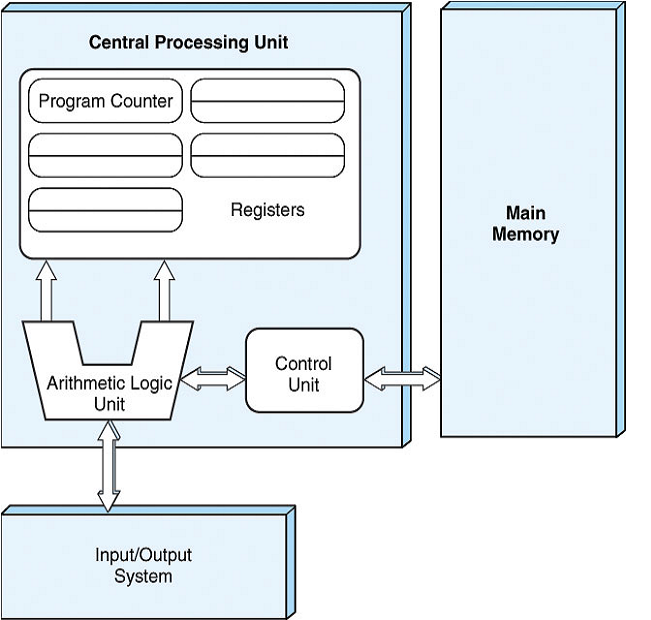 Central Processing Unit
Program Counter
Registers
Main
Memory
Arithmetic Logic
Unit
Control
Unit
Input/Output
System